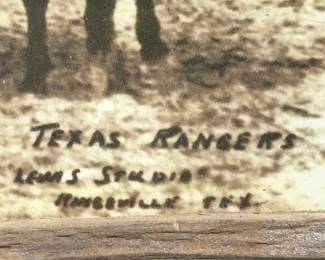 TEXAS RANGERS
LEWIS STUDIO
KINGSVILLE TEX.